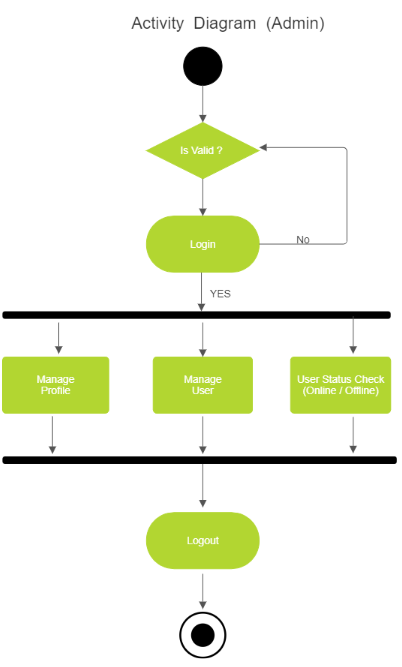 Activity Diagram (Admin)
Is Valid ?
Login
No
YES
Manage
Profile
Manage
User
User Status Check
(Online / Offline)
Logout